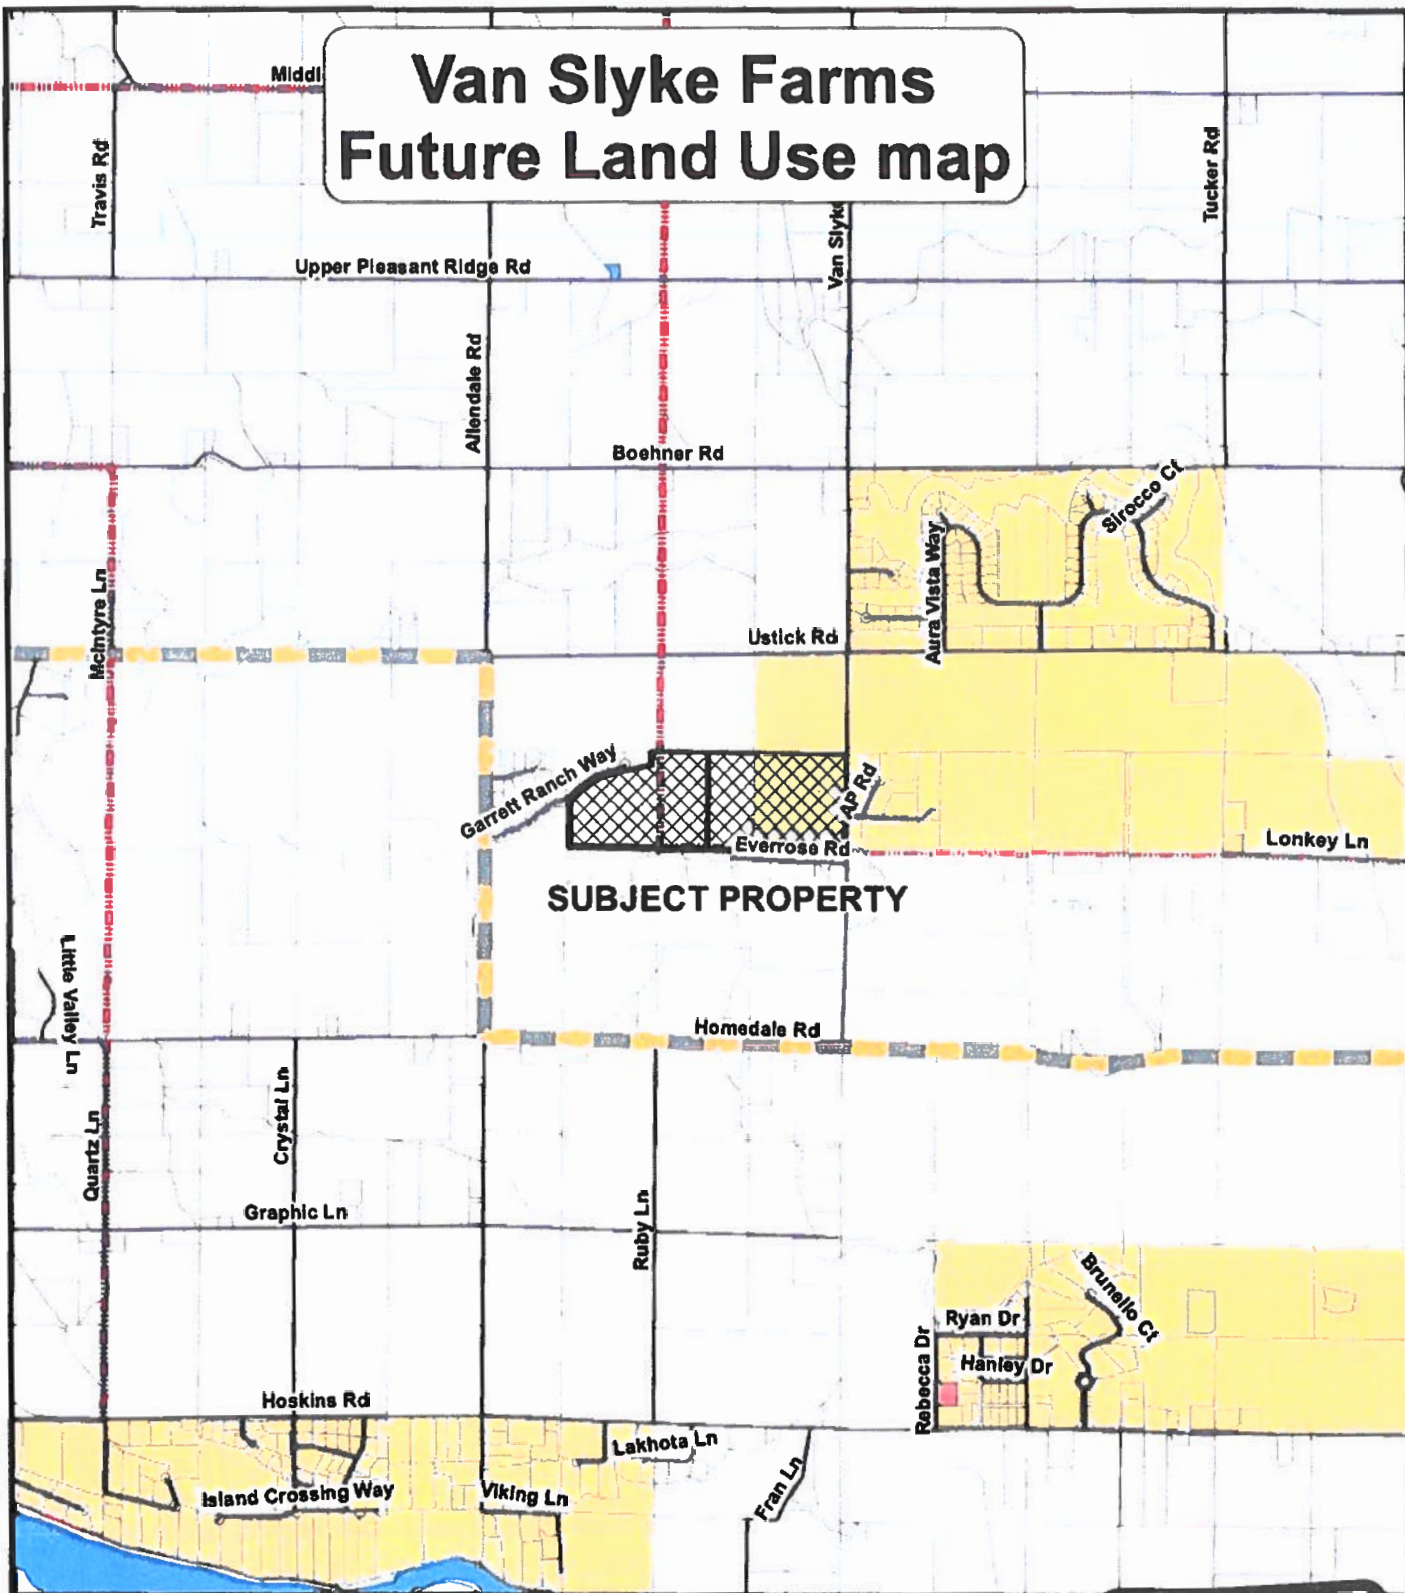 Van Slyke Farms
Future Land Use map
Middl
Travis Rd
Tucker Rd
Van Slyke
Upper Pleasant Ridge Rd
Allendale Rd
Boehner Rd
Sirocco Ct
Aura Vista Way
McIntyre Ln
Ustick Rd
Garrett Ranch Way
AP Rd
Everrose Rd
Lonkey Ln
SUBJECT PROPERTY
Little Valley Ln
Homedale Rd
Crystal Ln
Quartz Ln
Graphic Ln
Ruby Ln
Brunello Ct
Ryan Dr
Hanley Dr
Rebecca Dr
Hoskins Rd
Lakhota Ln
Island Crossing Way
Viking Ln
Fran Ln